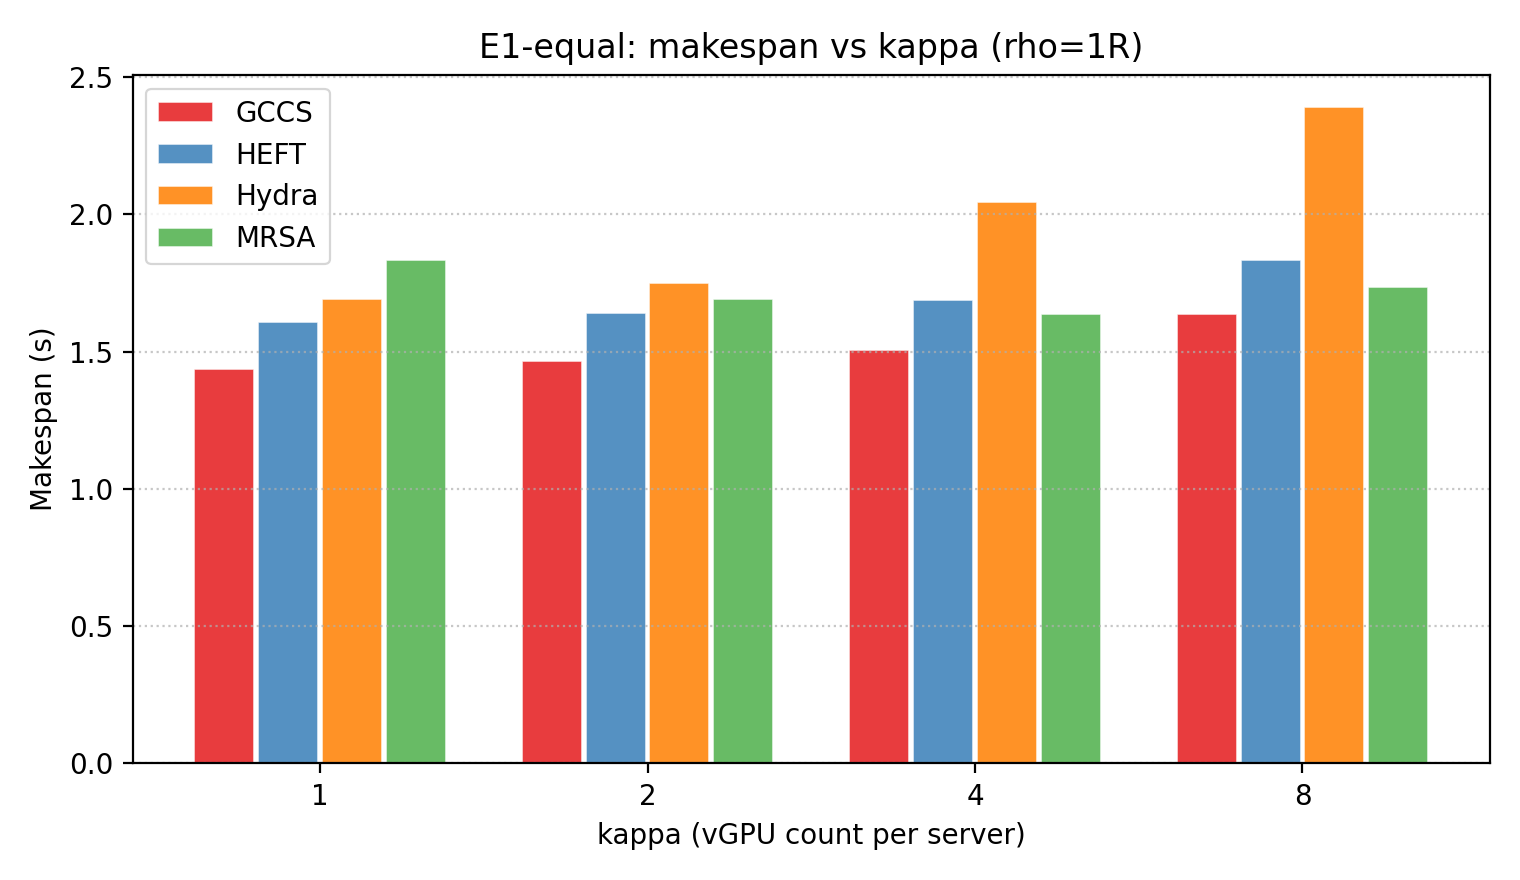 E1-equal: makespan vs kappa (rho=1R)
GCCS
HEFT
Hydra
MRSA
Makespan (s)
2.5
2.0
1.5
1.0
0.5
0.0
1 2 4 8
kappa (vGPU count per server)